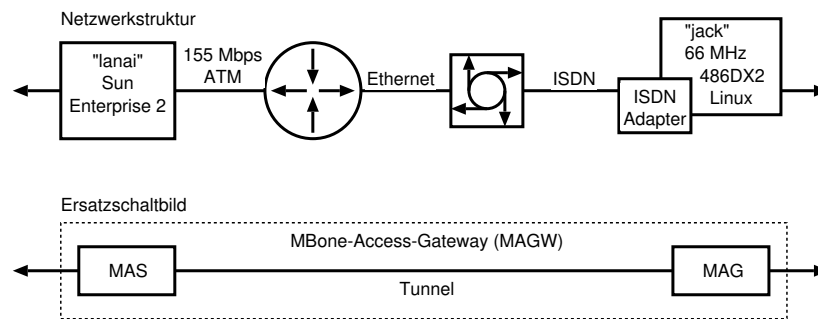 Netzwerkstruktur
"lanai"
Sun
Enterprise 2
155 Mbps
ATM
Ethernet
ISDN
"jack"
66 MHz
486DX2
Linux
ISDN
Adapter
Ersatzschaltbild
MBone-Access-Gateway (MAGW)
MAS
Tunnel
MAG